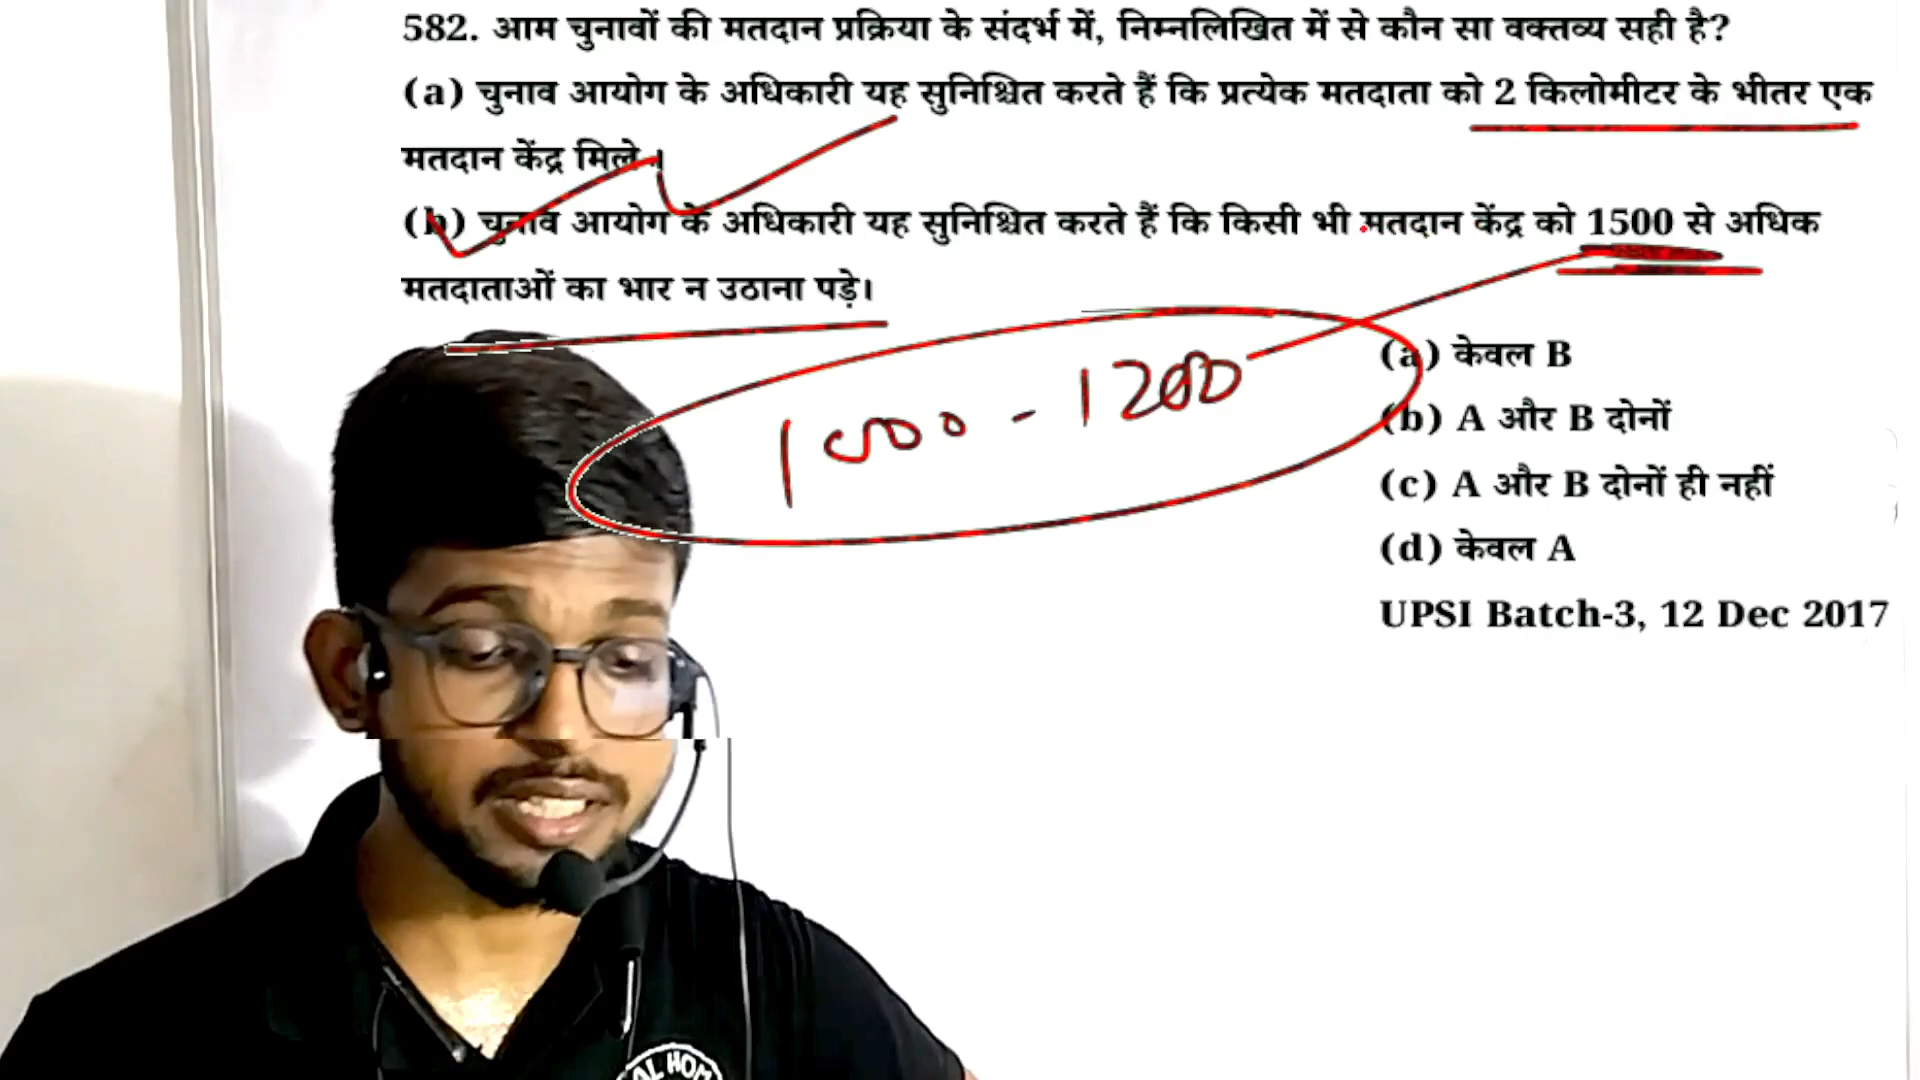 582. आम चुनावों की मतदान प्रक्रिया के संदर्भ में, निम्नलिखित में से कौन सा वक्तव्य सही है?
(a) चुनाव आयोग के अधिकारी यह सुनिश्चित करते हैं कि प्रत्येक मतदाता को 2 किलोमीटर के भीतर एक
मतदान केंद्र मिले ।
(b) चुनाव आयोग के अधिकारी यह सुनिश्चित करते हैं कि किसी भी मतदान केंद्र को 1500 से अधिक
मतदाताओं का भार न उठाना पड़े।
1000 - 1200
(a) केवल B
(b) A और B दोनों
(c) A और B दोनों ही नहीं
(d) केवल A
UPSI Batch-3, 12 Dec 2017
AL HOM